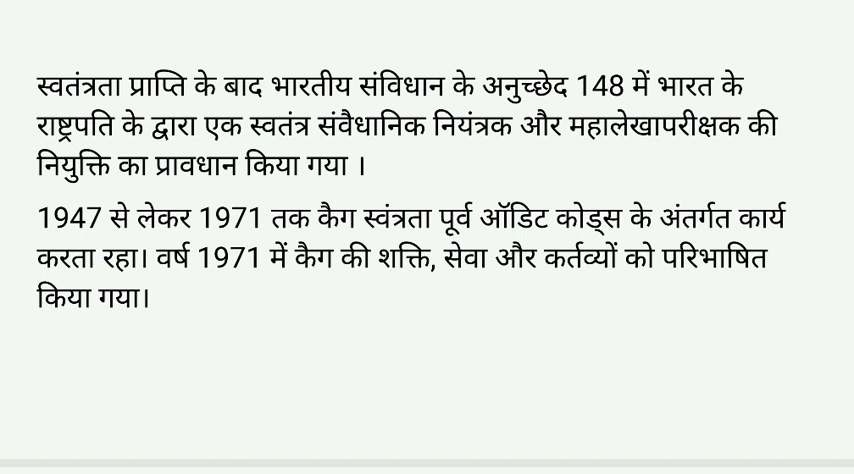 स्वतंत्रता प्राप्ति के बाद भारतीय संविधान के अनुच्छेद 148 में भारत के
राष्ट्रपति के द्वारा एक स्वतंत्र संवैधानिक नियंत्रक और महालेखापरीक्षक की
नियुक्ति का प्रावधान किया गया ।
1947 से लेकर 1971 तक कैग स्वंत्रता पूर्व ऑडिट कोड्स के अंतर्गत कार्य
करता रहा। वर्ष 1971 में कैग की शक्ति, सेवा और कर्तव्यों को परिभाषित
किया गया।